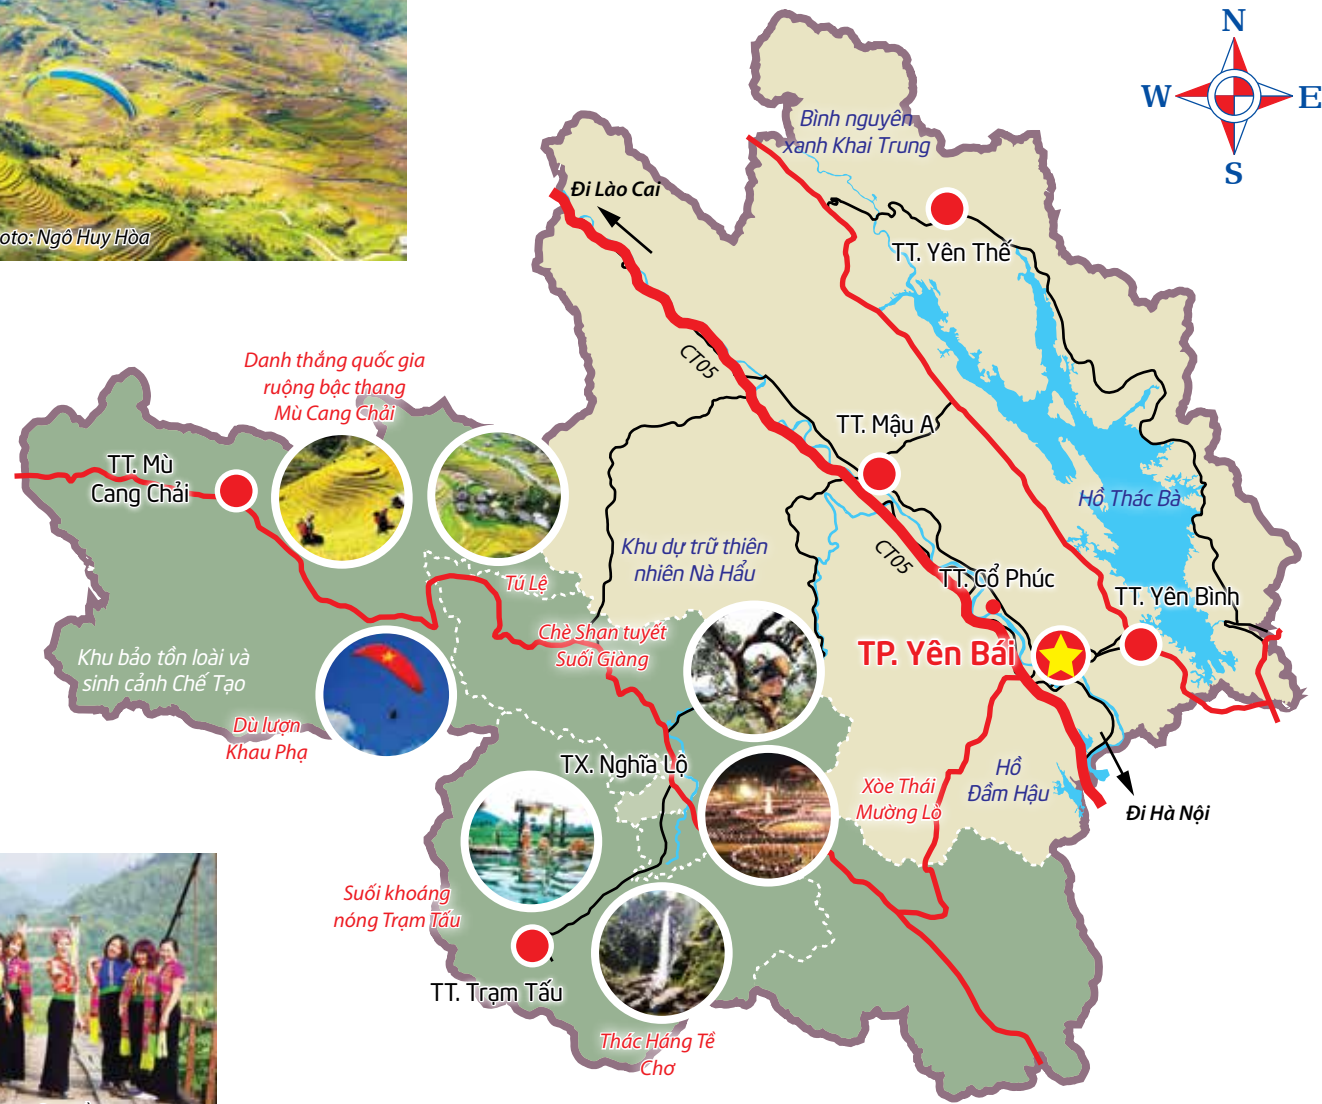 N
W
E
S
oto: Ngô Huy Hòa
Bình nguyên
xanh Khai Trung
Đi Lào Cai
TT. Yên Thế
CT05
Danh thắng quốc gia
ruộng bậc thang
Mù Cang Chải
TT. Mậu A
TT. Mù
Cang Chải
Hồ Thác Bà
Khu dự trữ thiên
nhiên Nà Hẩu
CT05
Tú Lệ
TT. Cổ Phúc
TT. Yên Bình
Chè Shan tuyết
Suối Giàng
TP. Yên Bái
Khu bảo tồn loài và
sinh cảnh Chế Tạo
Dù lượn
Khau Phạ
TX. Nghĩa Lộ
Hồ
Đầm Hậu
Xòe Thái
Mường Lò
Đi Hà Nội
Suối khoáng
nóng Trạm Tấu
TT. Trạm Tấu
Thác Háng Tề
Chơ